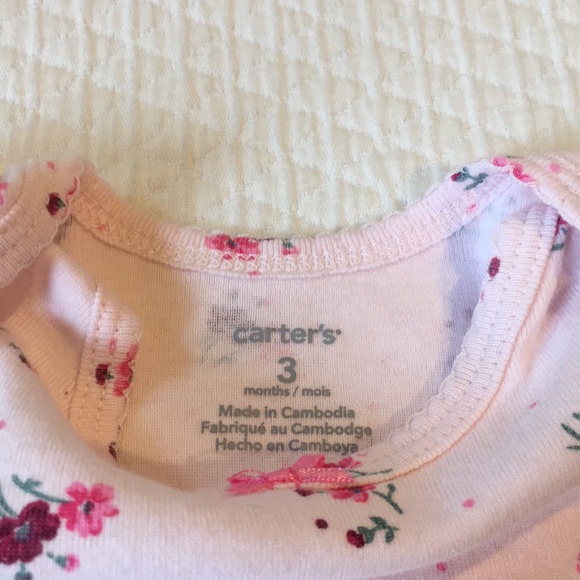 carter's
3
months / mois
Made in Cambodia
Fabriqué au Cambodge
Hecho en Camboya